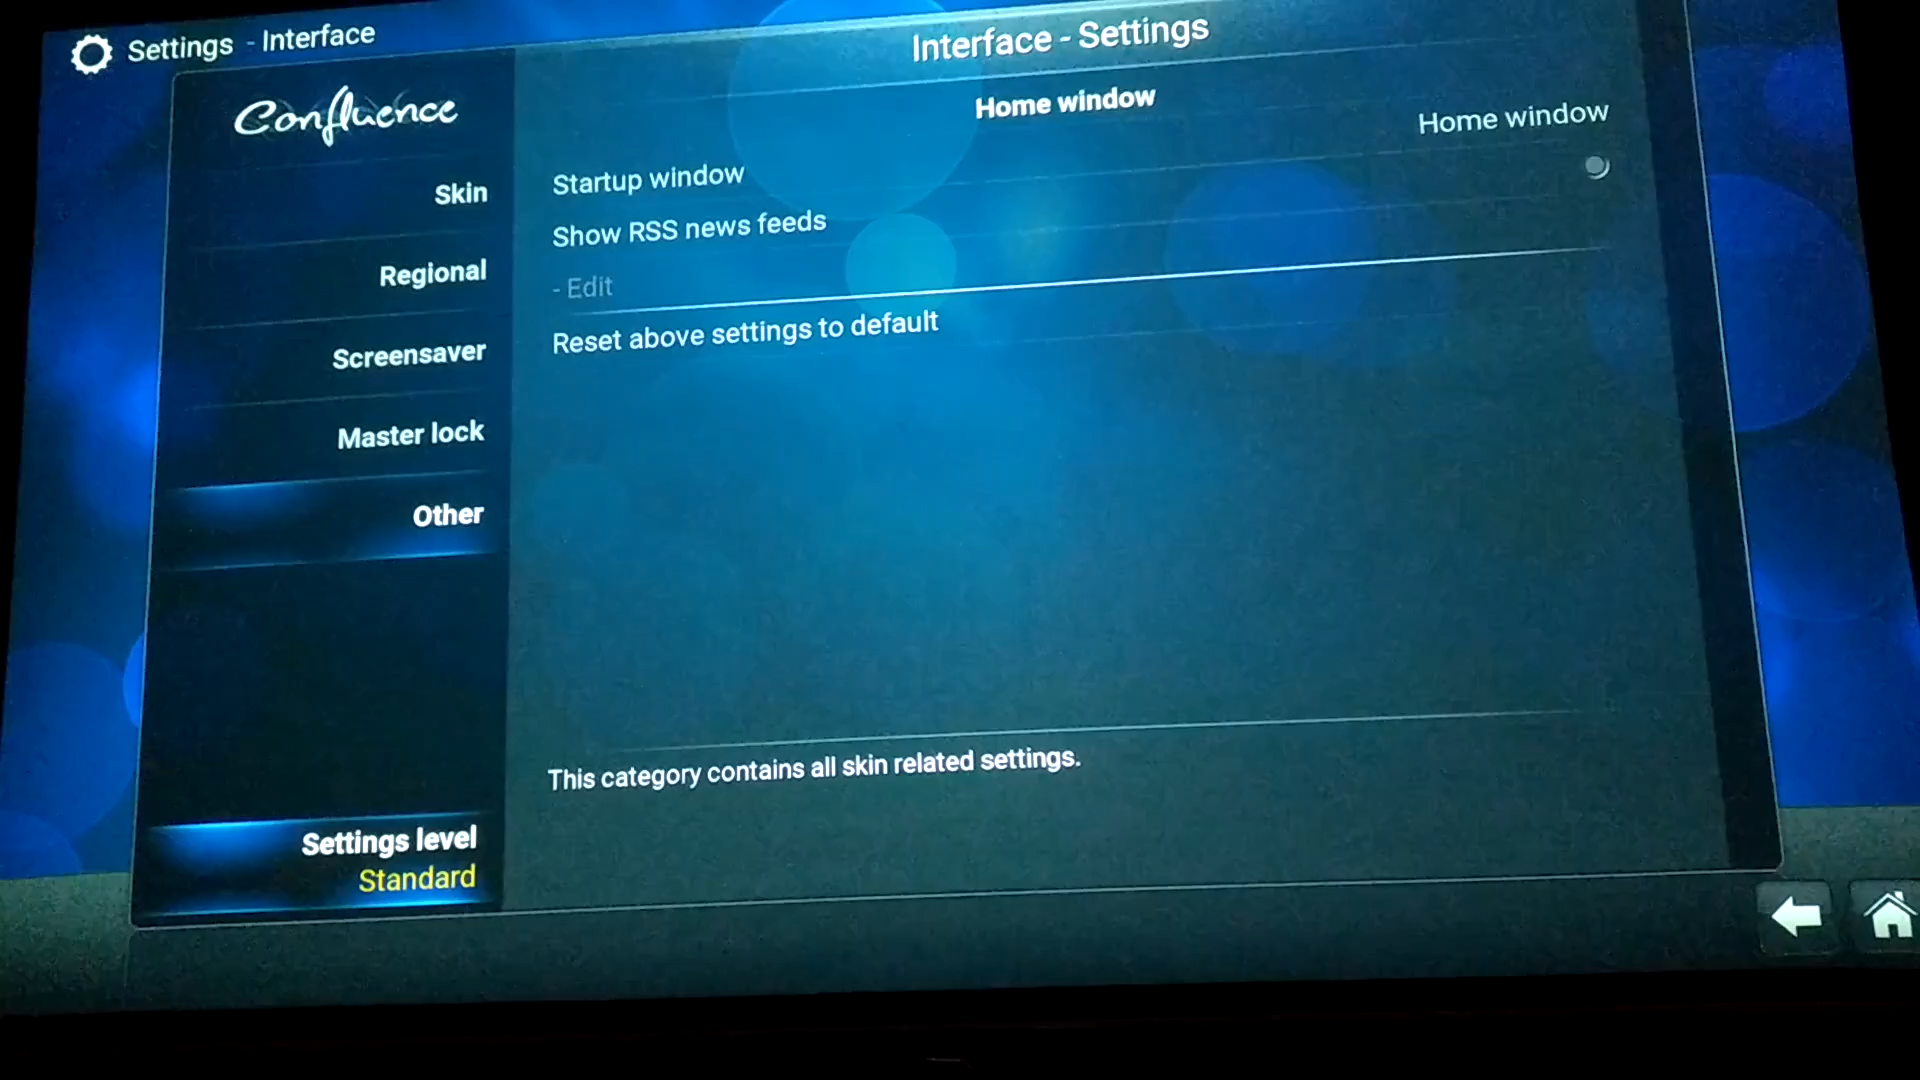 Settings - Interface
Interface - Settings
Confluence
Skin
Regional
Screensaver
Master lock
Other
Settings level
Standard
Home window
Startup window Home window
Show RSS news feeds
- Edit
Reset above settings to default
This category contains all skin related settings.